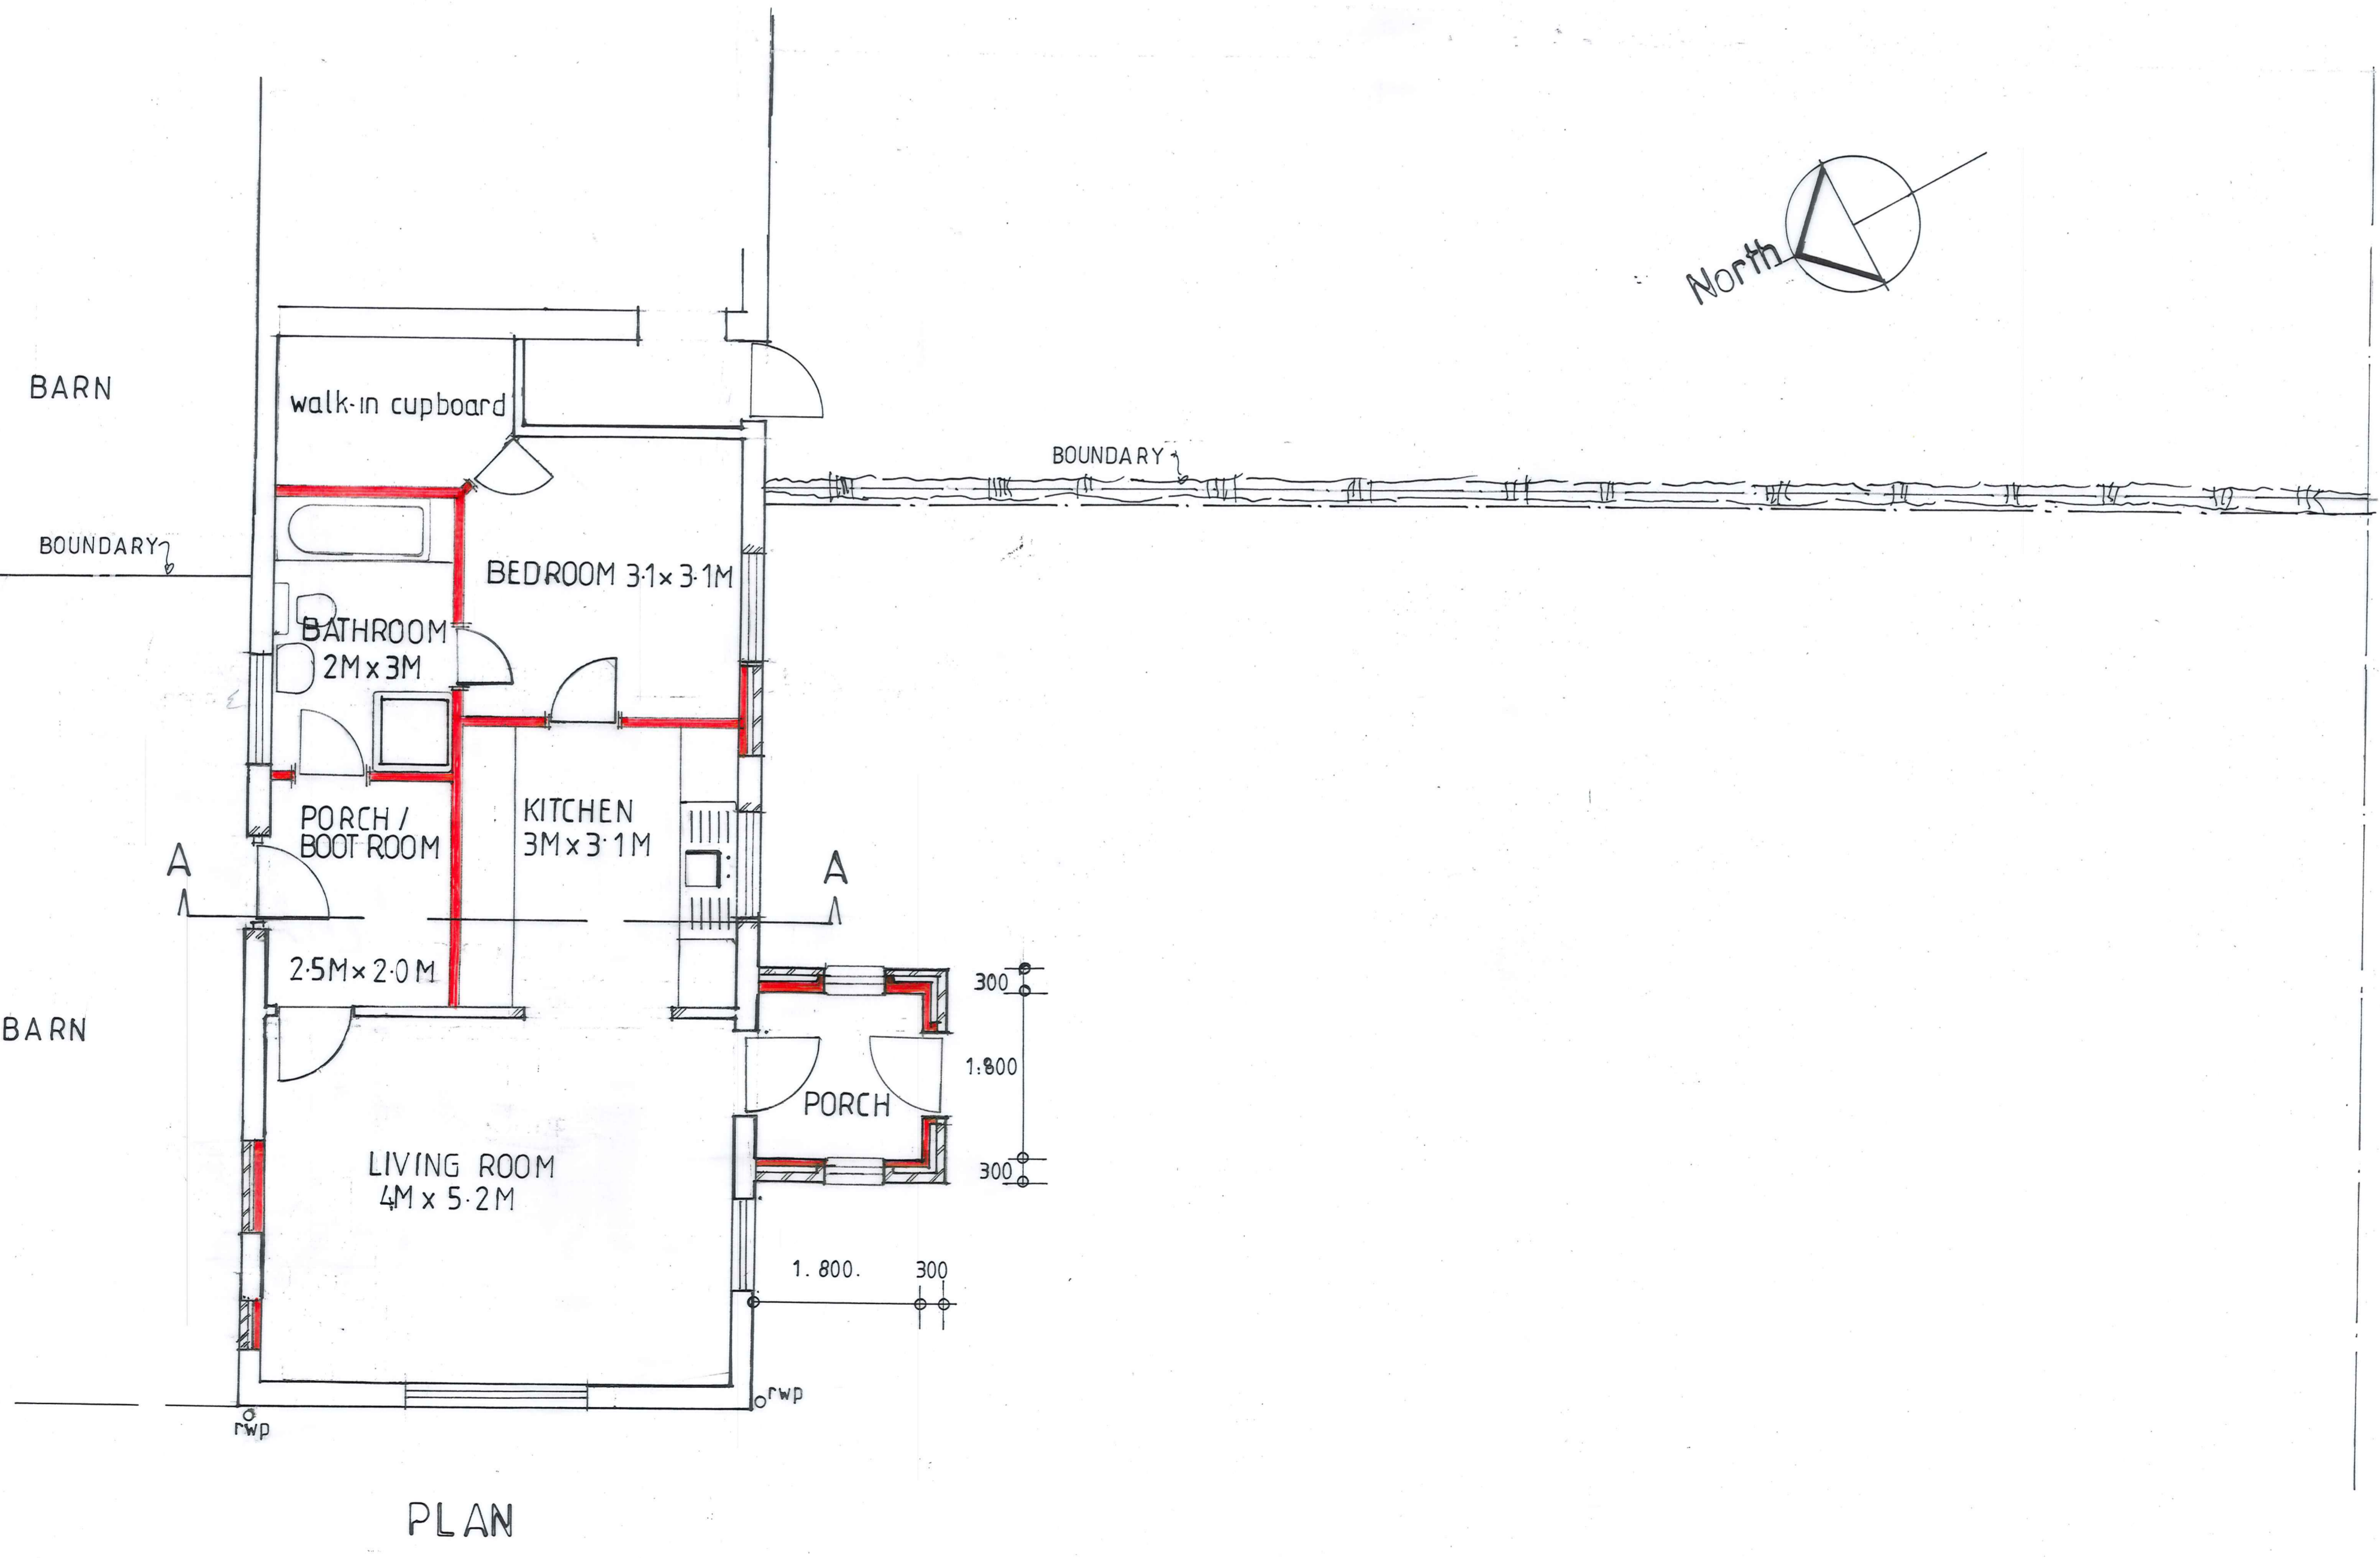 North
BARN
walk-in cupboard
BOUNDARY
BOUNDARY
BEDROOM 3·1 x 3·1M
BATHROOM
2M x 3M
PORCH /
BOOT ROOM
KITCHEN
3M x 3·1M
A
A
2·5M x 2·0M
300
BARN
1.800
PORCH
LIVING ROOM
4M x 5·2M
300
1.800.
300
rwp
rwp
PLAN